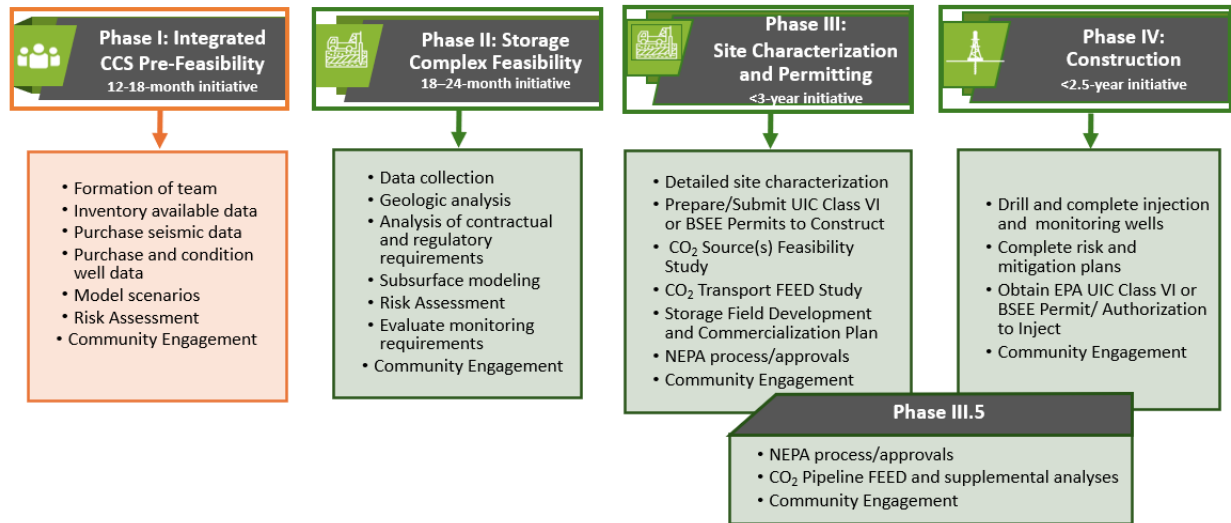 Phase I: Integrated
CCS Pre-Feasibility
12-18-month initiative
• Formation of team
• Inventory available data
• Purchase seismic data
• Purchase and condition
well data
• Model scenarios
• Risk Assessment
• Community Engagement
Phase II: Storage
Complex Feasibility
18–24-month initiative
• Data collection
• Geologic analysis
• Analysis of contractual
and regulatory
requirements
• Subsurface modeling
• Risk Assessment
• Evaluate monitoring
requirements
• Community Engagement
Phase III:
Site Characterization
and Permitting
<3-year initiative
• Detailed site characterization
• Prepare/Submit UIC Class VI
or BSEE Permits to Construct
• CO₂ Source(s) Feasibility
Study
• CO₂ Transport FEED Study
• Storage Field Development
and Commercialization Plan
• NEPA process/approvals
• Community Engagement
Phase IV:
Construction
<2.5-year initiative
• Drill and complete injection
and monitoring wells
• Complete risk and
mitigation plans
• Obtain EPA UIC Class VI or
BSEE Permit/ Authorization
to Inject
• Community Engagement
Phase III.5
• NEPA process/approvals
• CO₂ Pipeline FEED and supplemental analyses
• Community Engagement